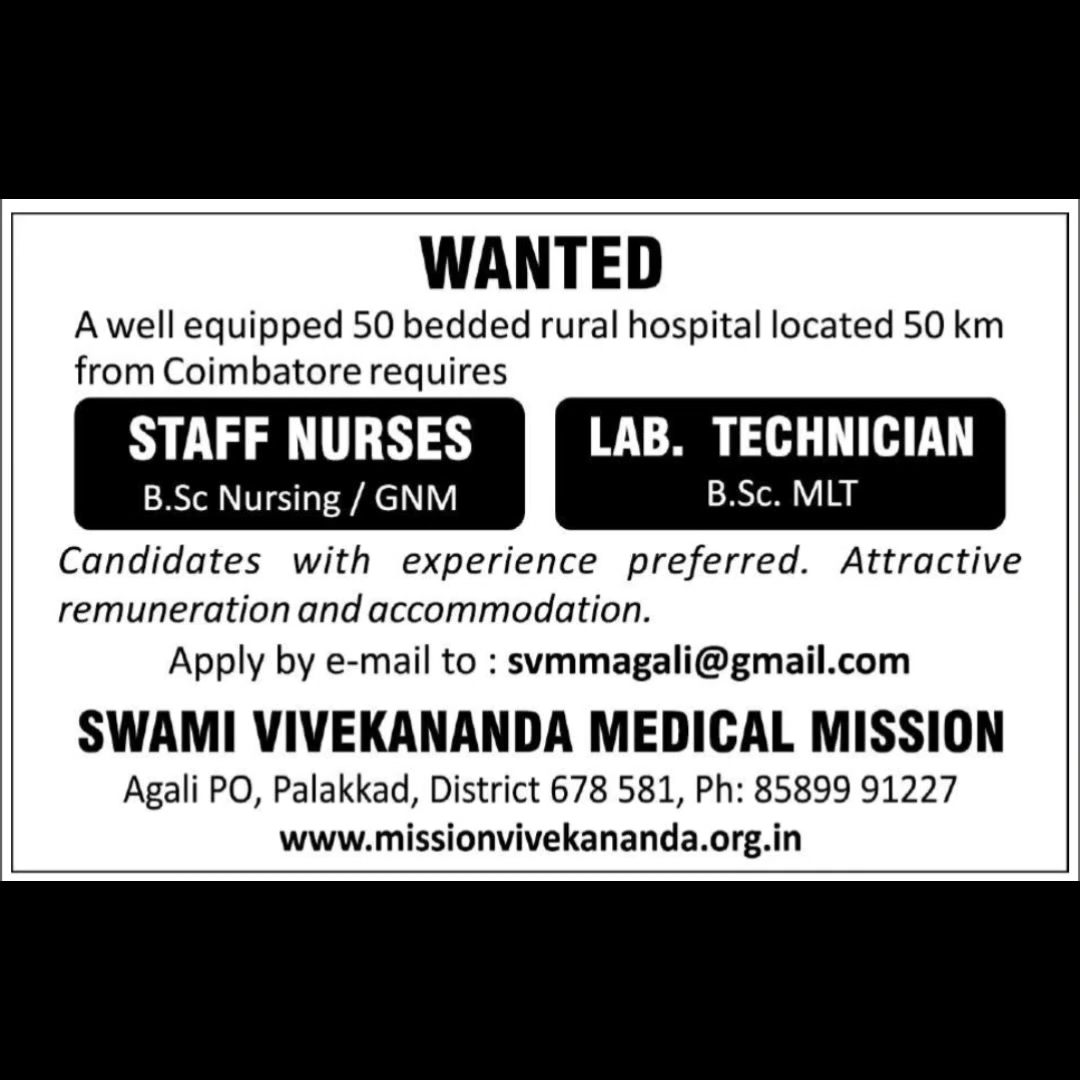 WANTED
A well equipped 50 bedded rural hospital located 50 km
from Coimbatore requires
STAFF NURSES
B.Sc Nursing / GNM
LAB. TECHNICIAN
B.Sc. MLT
Candidates with experience preferred. Attractive
remuneration and accommodation.
Apply by e-mail to : svmmagali@gmail.com
SWAMI VIVEKANANDA MEDICAL MISSION
Agali PO, Palakkad, District 678 581, Ph: 85899 91227
www.missionvivekananda.org.in